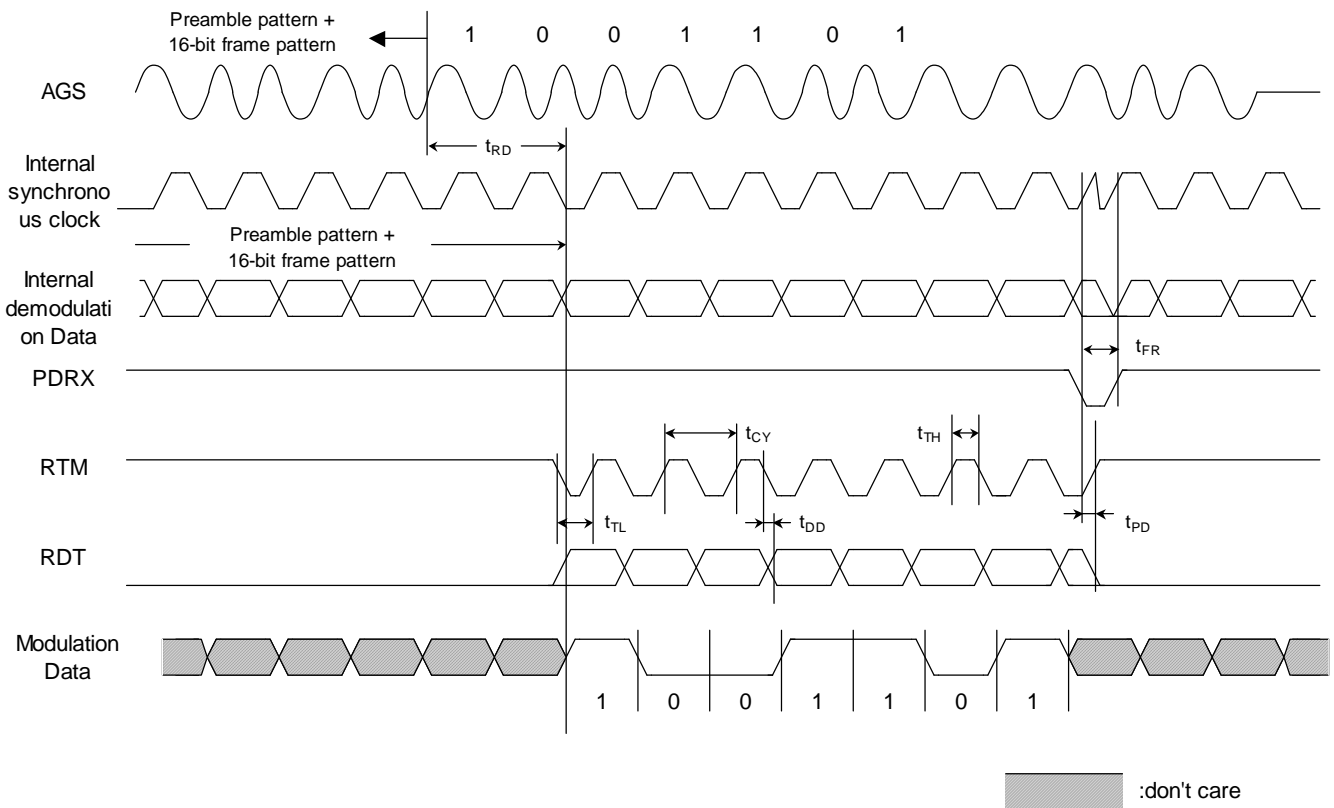 Preamble pattern +
16-bit frame pattern
1 0 0 1 1 0 1
AGS
tRD
Internal
synchrono
us clock
Preamble pattern +
16-bit frame pattern
Internal
demodulati
on Data
tFR
PDRX
tCY
tTH
RTM
tTL
tDD
tPD
RDT
Modulation
Data
1 0 0 1 1 0 1
:don't care